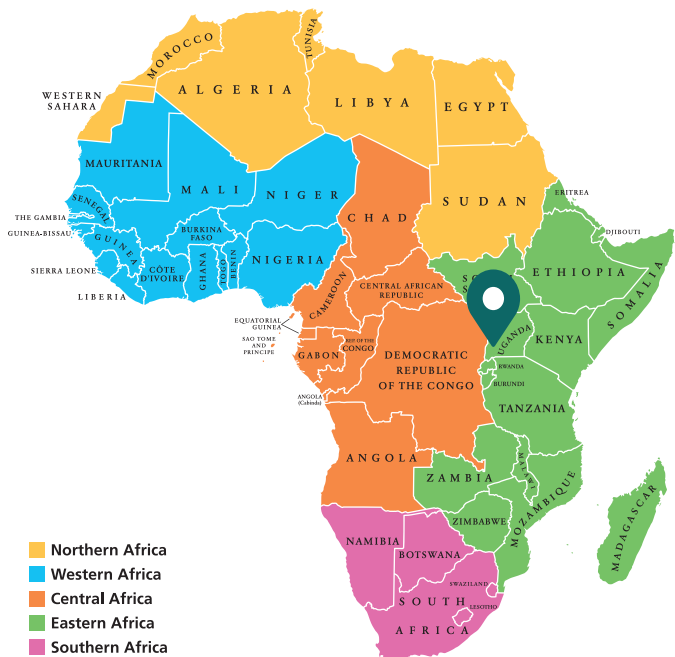 MOROCCO
TUNISIA
ALGERIA
LIBYA
EGYPT
WESTERN
SAHARA
MAURITANIA
MALI
NIGER
CHAD
SUDAN
ERITREA
DJIBOUTI
SENEGAL
THE GAMBIA
GUINEA-BISSAU
GUINEA
SIERRA LEONE
LIBERIA
CÔTE
D'IVOIRE
BURKINA
FASO
GHANA
TOGO
BENIN
NIGERIA
CAMEROON
CENTRAL AFRICAN
REPUBLIC
ETHIOPIA
SOMALIA
EQUATORIAL
GUINEA
SAO TOME
AND
PRINCIPE
GABON
REP OF THE
CONGO
DEMOCRATIC
REPUBLIC
OF THE CONGO
UGANDA
KENYA
RWANDA
BURUNDI
TANZANIA
ANGOLA
(Cabinda)
ANGOLA
ZAMBIA
MALAWI
MOZAMBIQUE
ZIMBABWE
MADAGASCAR
NAMIBIA
BOTSWANA
SWAZILAND
LESOTHO
SOUTH
AFRICA
Northern Africa
Western Africa
Central Africa
Eastern Africa
Southern Africa